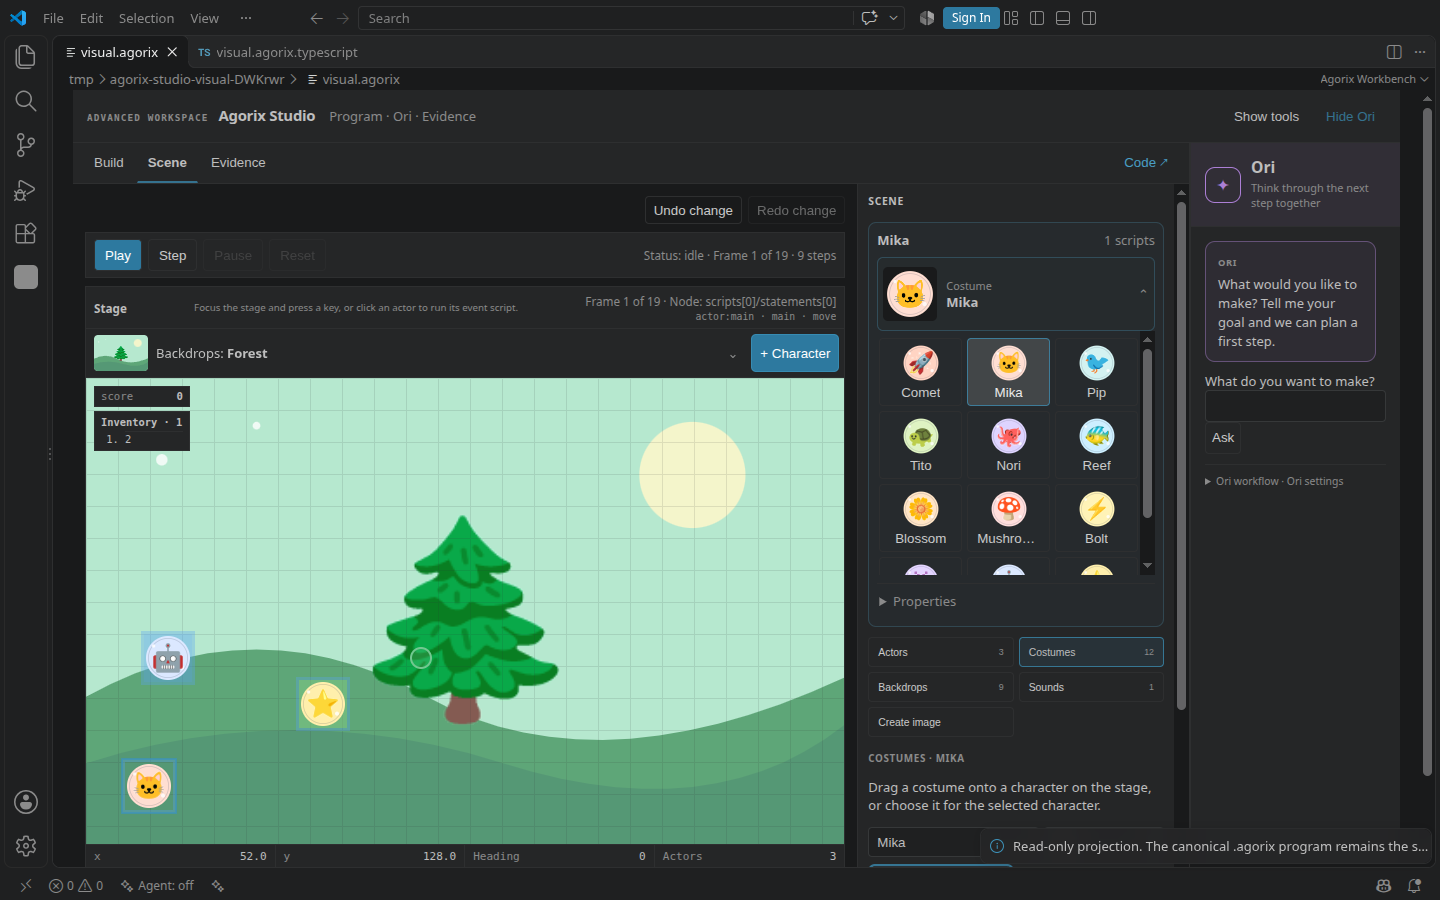 File Edit Selection View ··· Search Sign In
visual.agorix TS visual.agorix.typescript
tmp > agorix-studio-visual-DWKrwr > visual.agorix Agorix Workbench
ADVANCED WORKSPACE Agorix Studio Program · Ori · Evidence Show tools Hide Ori
Build Scene Evidence Code ↗
Ori
Think through the next
step together
Undo change Redo change
Play Step Pause Reset Status: idle · Frame 1 of 19 · 9 steps
Stage Focus the stage and press a key, or click an actor to run its event script. Frame 1 of 19 · Node: scripts[0]/statements[0]
actor:main · main · move
Backdrops: Forest + Character
score 0
Inventory · 1
1. 2
x 52.0 y 128.0 Heading 0 Actors 3
SCENE
Mika 1 scripts
Costume
Mika
Comet Mika Pip
Tito Nori Reef
Blossom Mushro... Bolt
Properties
Actors 3 Costumes 12
Backdrops 9 Sounds 1
Create image
COSTUMES · MIKA
Drag a costume onto a character on the stage,
or choose it for the selected character.
Mika
Read-only projection. The canonical .agorix program remains the s...
ORI
What would you like to
make? Tell me your
goal and we can plan a
first step.
What do you want to make?
Ask
Ori workflow · Ori settings
0 0 Agent: off